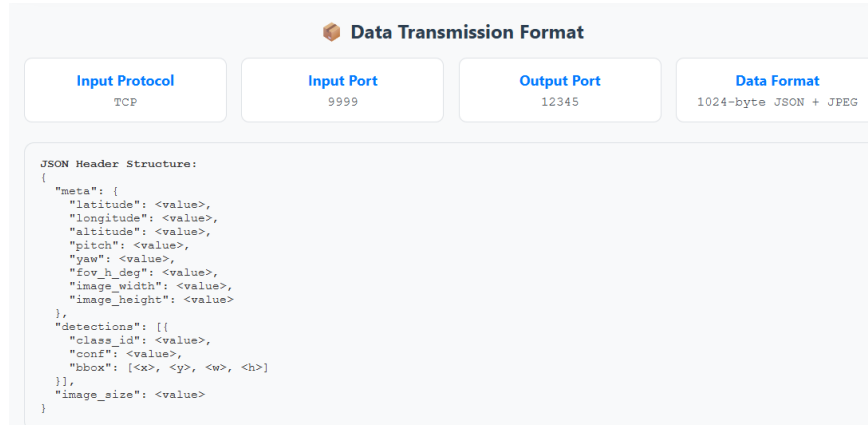 📦 Data Transmission Format
Input Protocol
TCP
Input Port
9999
Output Port
12345
Data Format
1024-byte JSON + JPEG
JSON Header Structure:
{
  "meta": {
    "latitude": <value>,
    "longitude": <value>,
    "altitude": <value>,
    "pitch": <value>,
    "yaw": <value>,
    "fov_h_deg": <value>,
    "image_width": <value>,
    "image_height": <value>
  },
  "detections": [{
    "class_id": <value>,
    "conf": <value>,
    "bbox": [<x>, <y>, <w>, <h>]
  }],
  "image_size": <value>
}